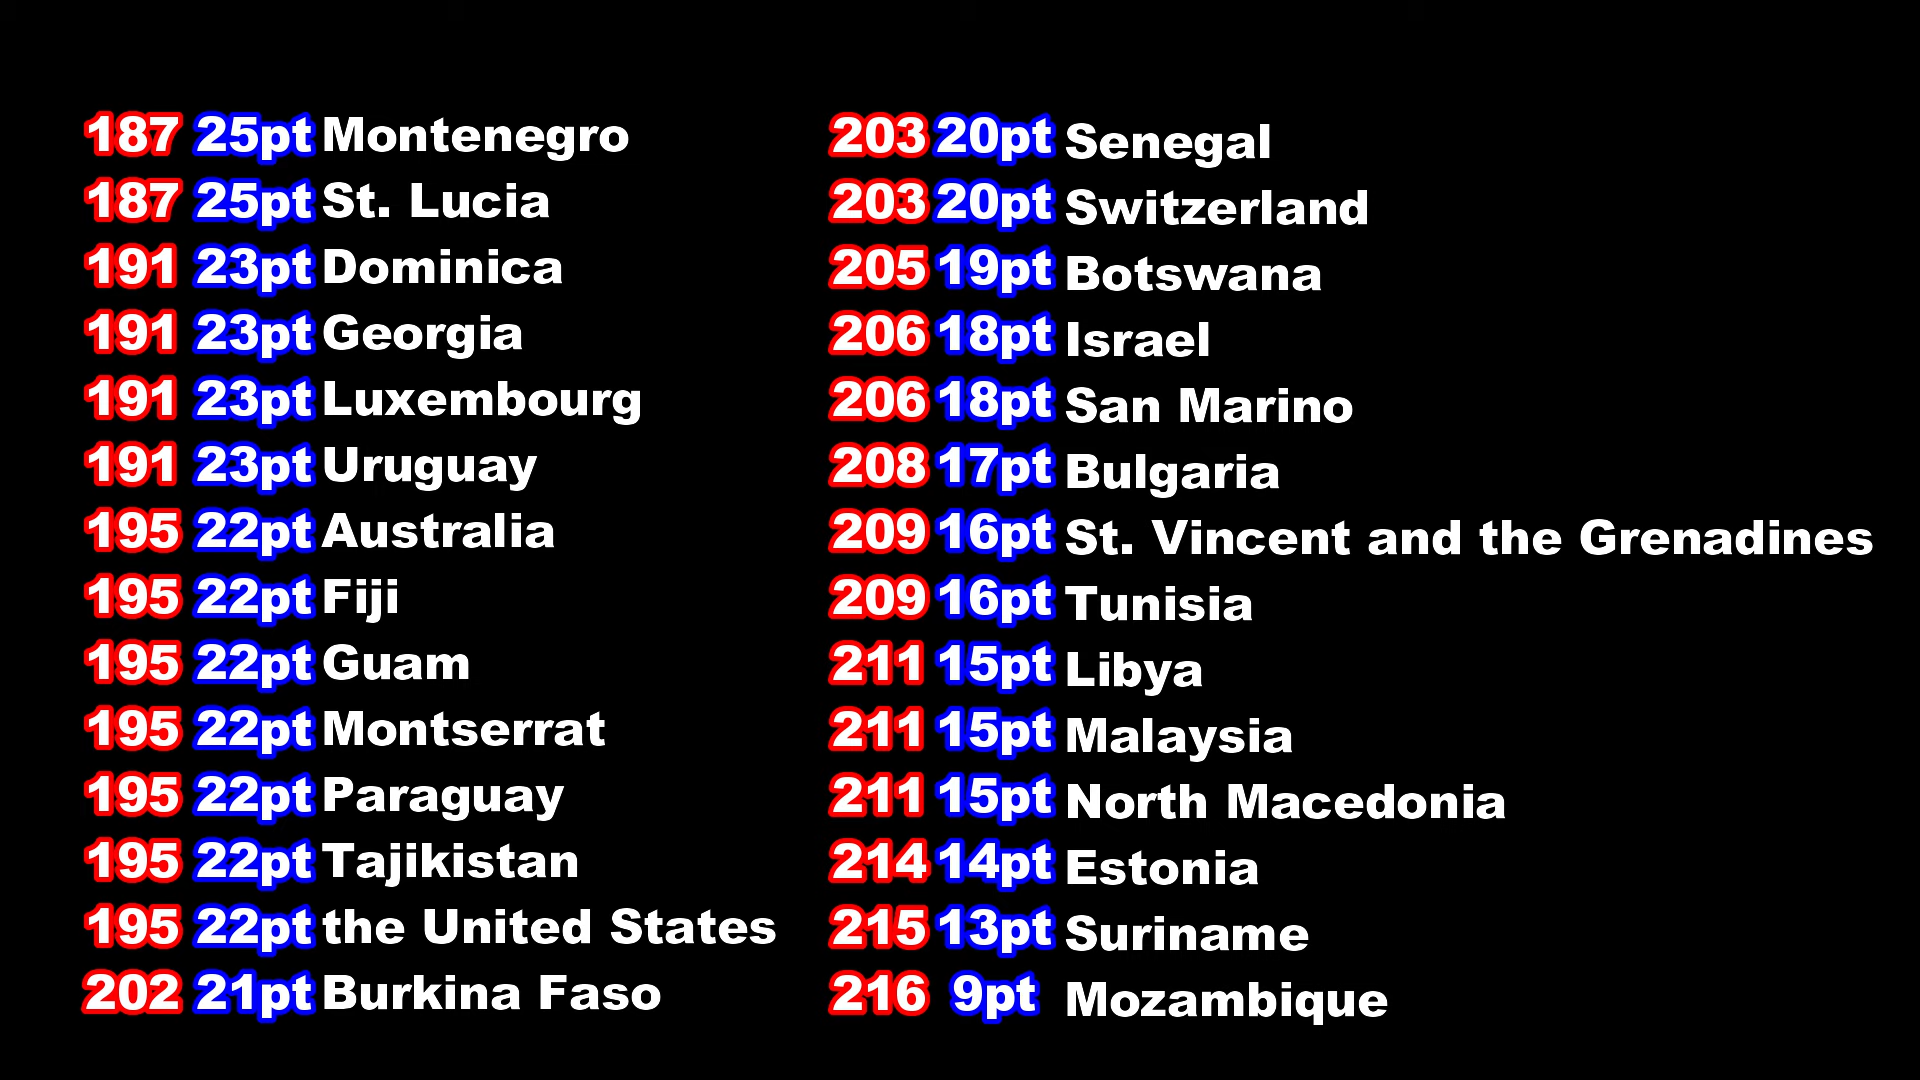 187 25pt Montenegro
187 25pt St. Lucia
191 23pt Dominica
191 23pt Georgia
191 23pt Luxembourg
191 23pt Uruguay
195 22pt Australia
195 22pt Fiji
195 22pt Guam
195 22pt Montserrat
195 22pt Paraguay
195 22pt Tajikistan
195 22pt the United States
202 21pt Burkina Faso
203 20pt Senegal
203 20pt Switzerland
205 19pt Botswana
206 18pt Israel
206 18pt San Marino
208 17pt Bulgaria
209 16pt St. Vincent and the Grenadines
209 16pt Tunisia
211 15pt Libya
211 15pt Malaysia
211 15pt North Macedonia
214 14pt Estonia
215 13pt Suriname
216 9pt Mozambique